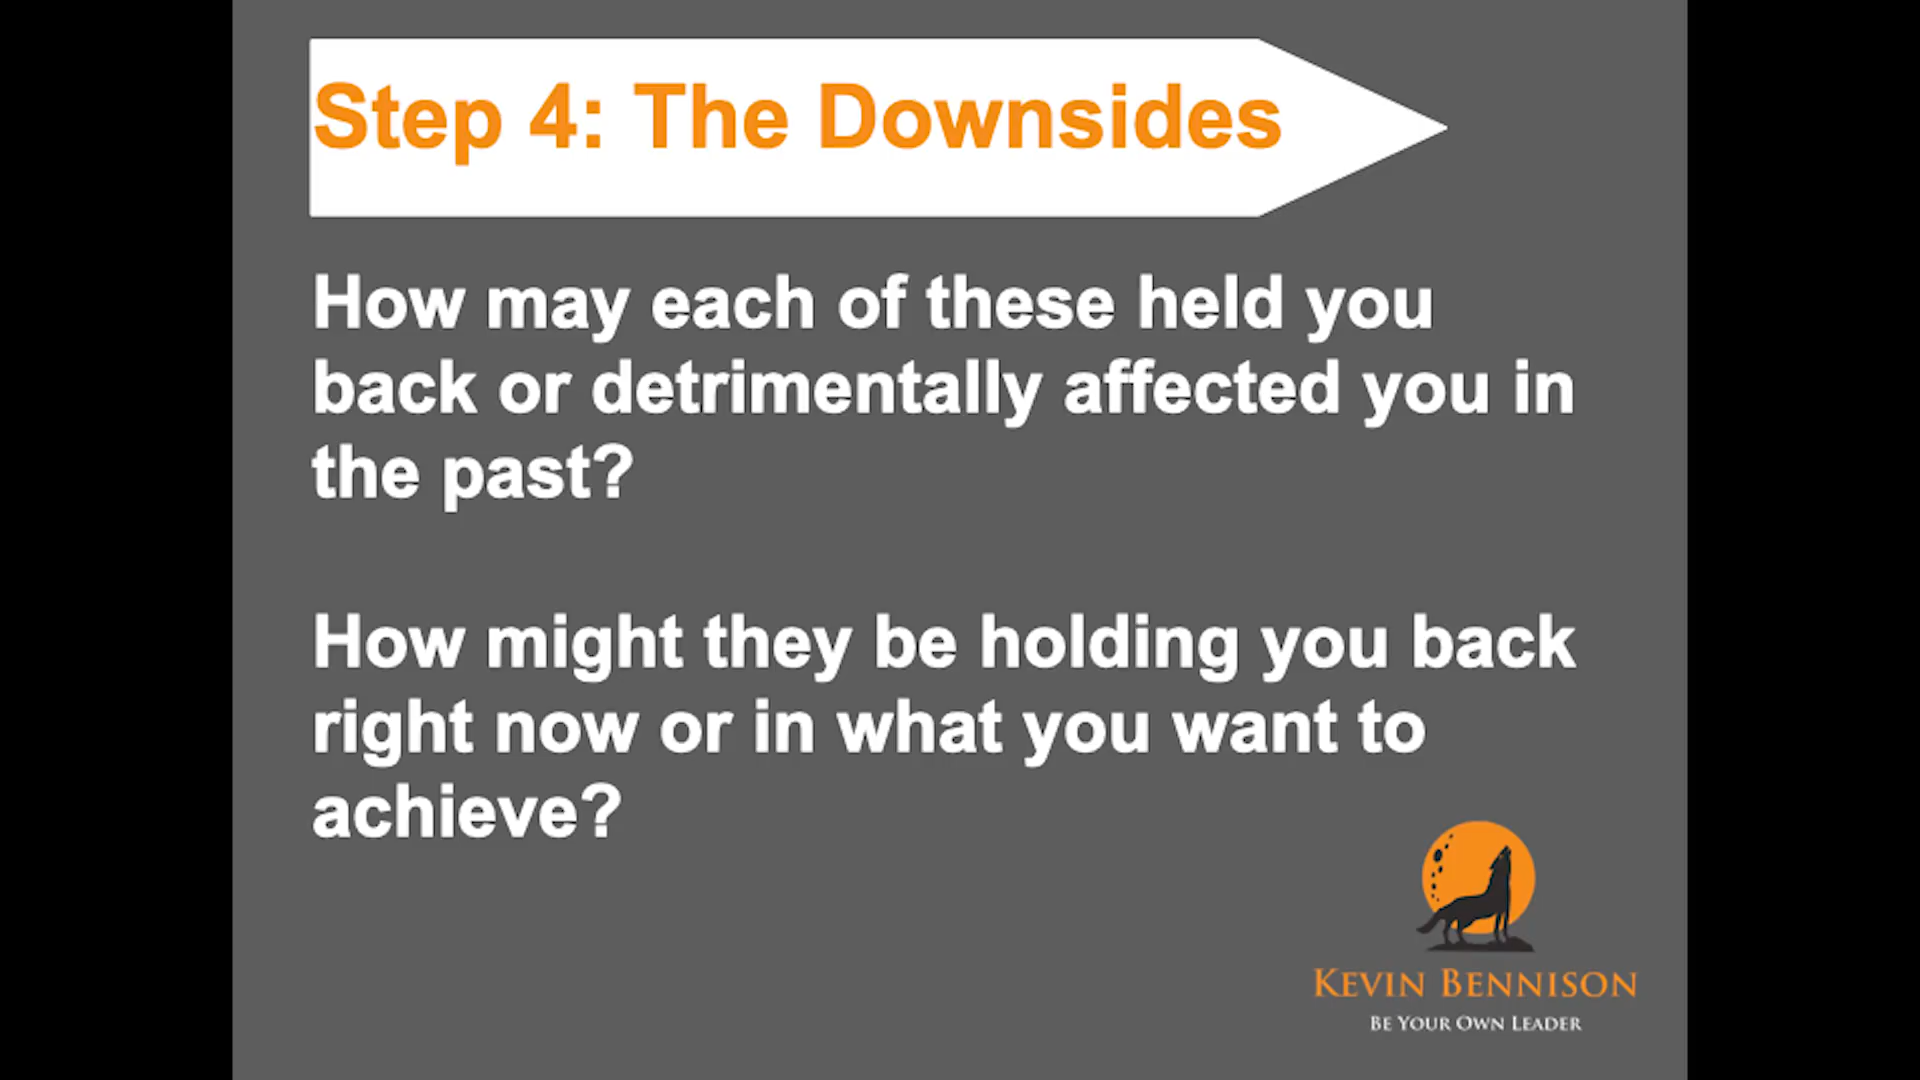 Step 4: The Downsides
How may each of these held you
back or detrimentally affected you in
the past?
How might they be holding you back
right now or in what you want to
achieve?
KEVIN BENNISON
BE YOUR OWN LEADER